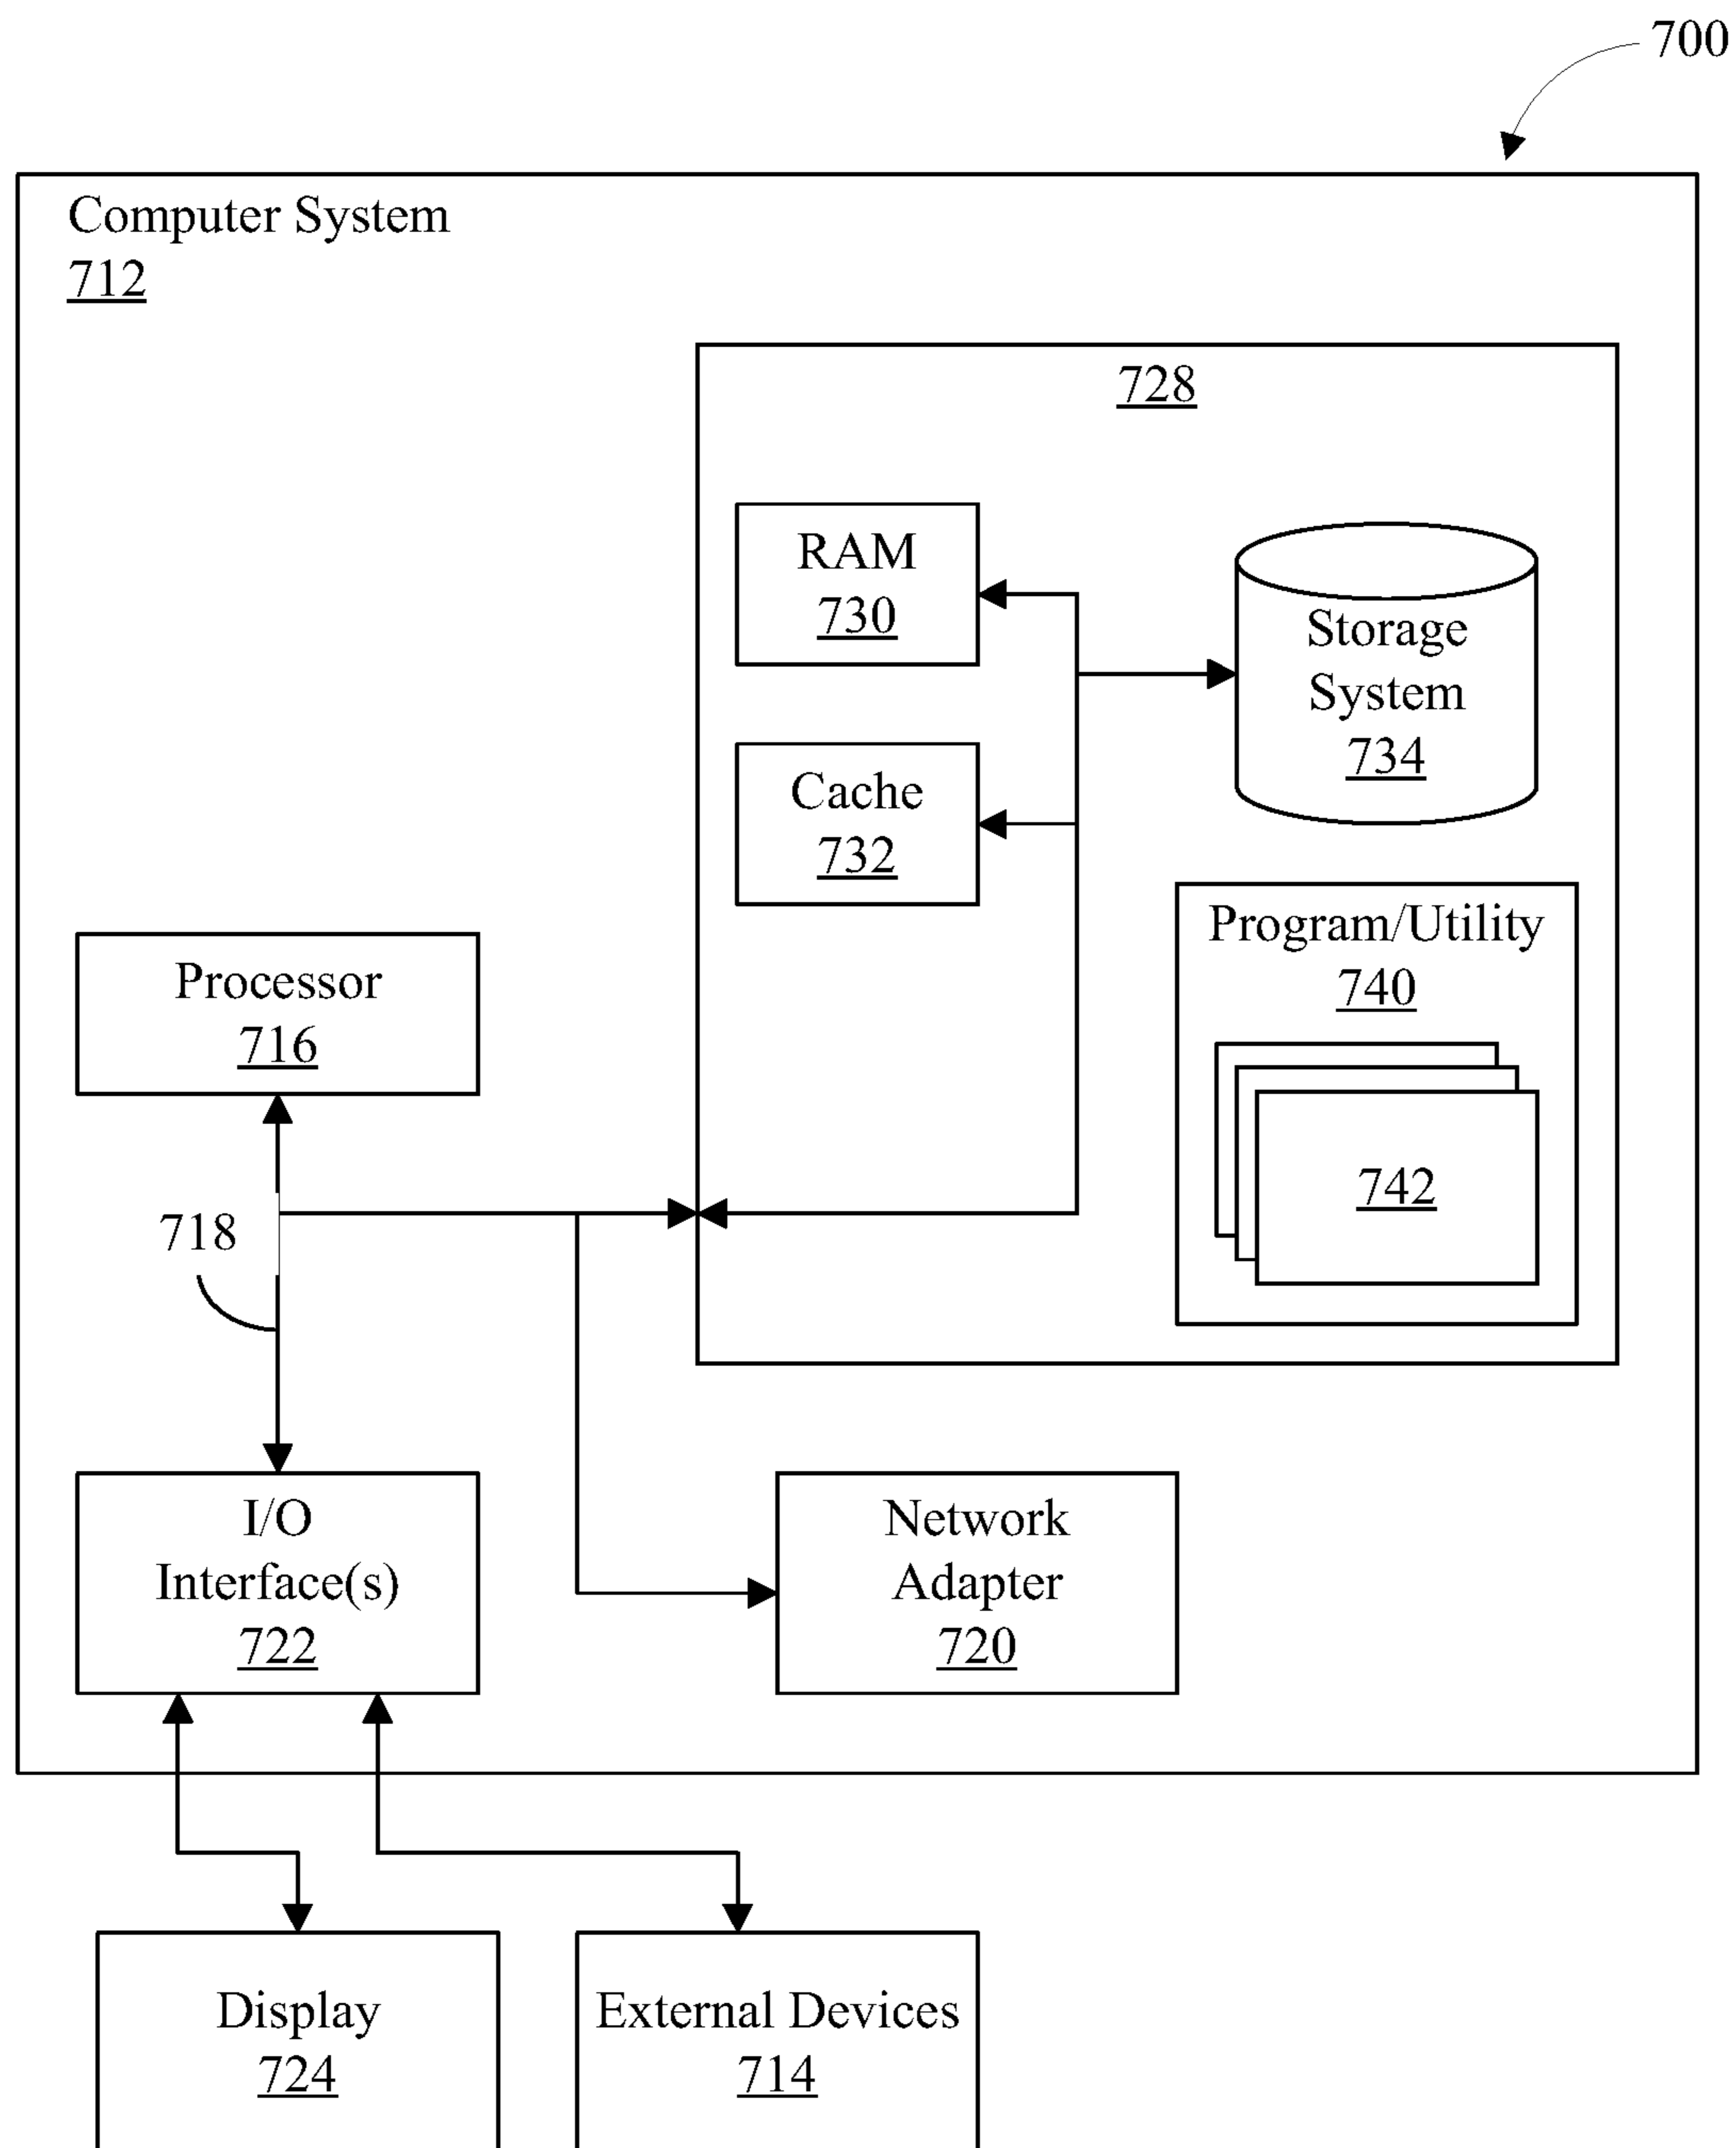 700
Computer System
712
728
RAM
730
Storage
System
734
Cache
732
Program/Utility
740
742
Processor
716
718
I/O
Interface(s)
722
Network
Adapter
720
Display
724
External Devices
714